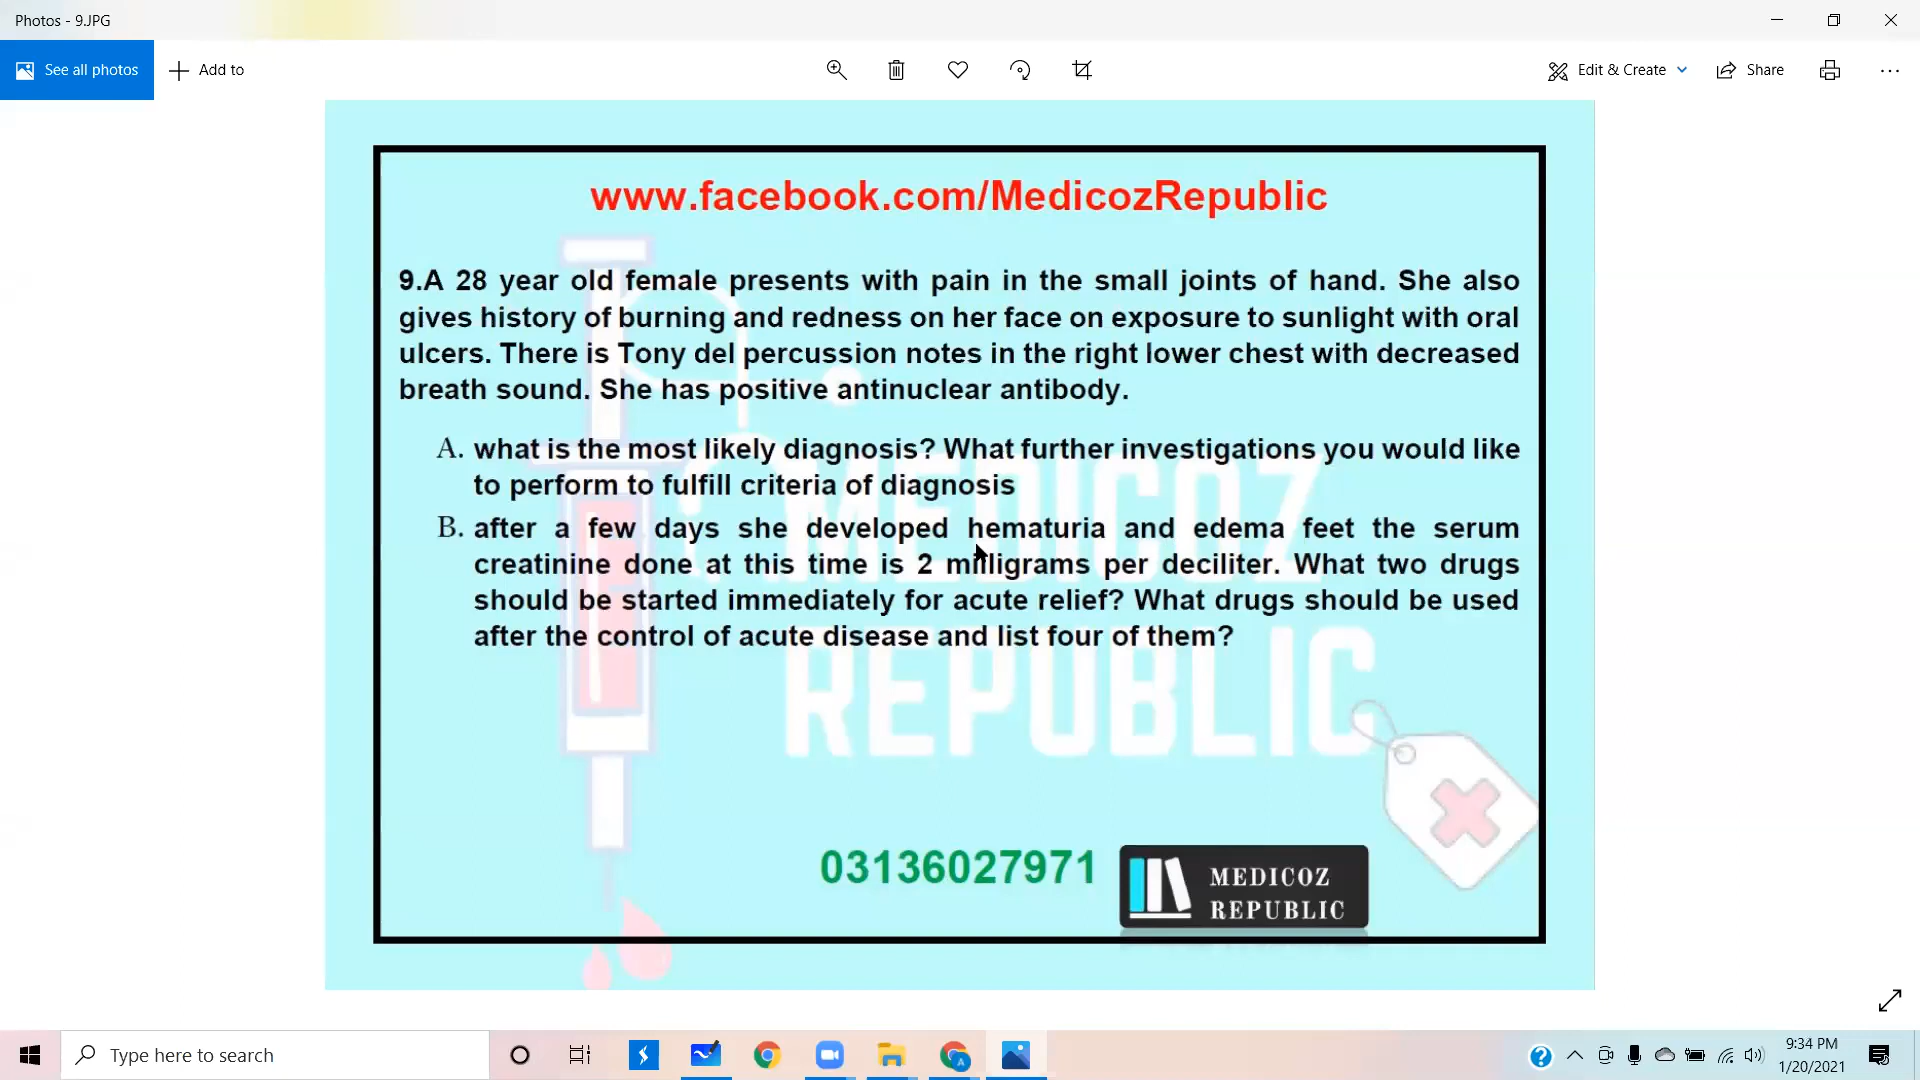 Photos - 9.JPG
See all photos
Add to
Edit & Create
Share
www.facebook.com/MedicozRepublic
9.A 28 year old female presents with pain in the small joints of hand. She also
gives history of burning and redness on her face on exposure to sunlight with oral
ulcers. There is Tony del percussion notes in the right lower chest with decreased
breath sound. She has positive antinuclear antibody.
A. what is the most likely diagnosis? What further investigations you would like
to perform to fulfill criteria of diagnosis
B. after a few days she developed hematuria and edema feet the serum
creatinine done at this time is 2 milligrams per deciliter. What two drugs
should be started immediately for acute relief? What drugs should be used
after the control of acute disease and list four of them?
MEDICOZ
REPUBLIC
03136027971
MEDICOZ
REPUBLIC
Type here to search
A
9:34 PM
1/20/2021